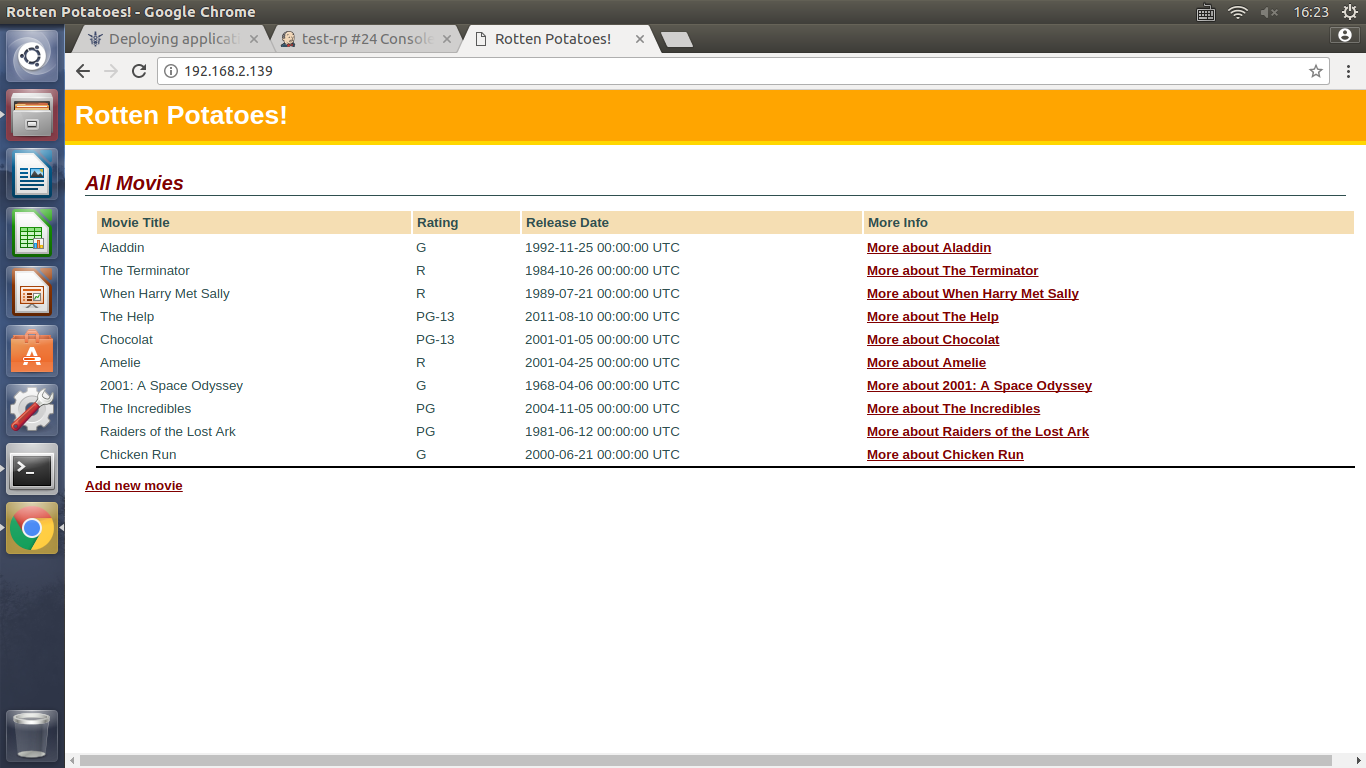 Rotten Potatoes! - Google Chrome
16:23
Deploying applicati
test-rp #24 Console
Rotten Potatoes!
192.168.2.139
Rotten Potatoes!
All Movies
Movie Title Rating Release Date More Info
Aladdin G 1992-11-25 00:00:00 UTC More about Aladdin
The Terminator R 1984-10-26 00:00:00 UTC More about The Terminator
When Harry Met Sally R 1989-07-21 00:00:00 UTC More about When Harry Met Sally
The Help PG-13 2011-08-10 00:00:00 UTC More about The Help
Chocolat PG-13 2001-01-05 00:00:00 UTC More about Chocolat
Amelie R 2001-04-25 00:00:00 UTC More about Amelie
2001: A Space Odyssey G 1968-04-06 00:00:00 UTC More about 2001: A Space Odyssey
The Incredibles PG 2004-11-05 00:00:00 UTC More about The Incredibles
Raiders of the Lost Ark PG 1981-06-12 00:00:00 UTC More about Raiders of the Lost Ark
Chicken Run G 2000-06-21 00:00:00 UTC More about Chicken Run
Add new movie